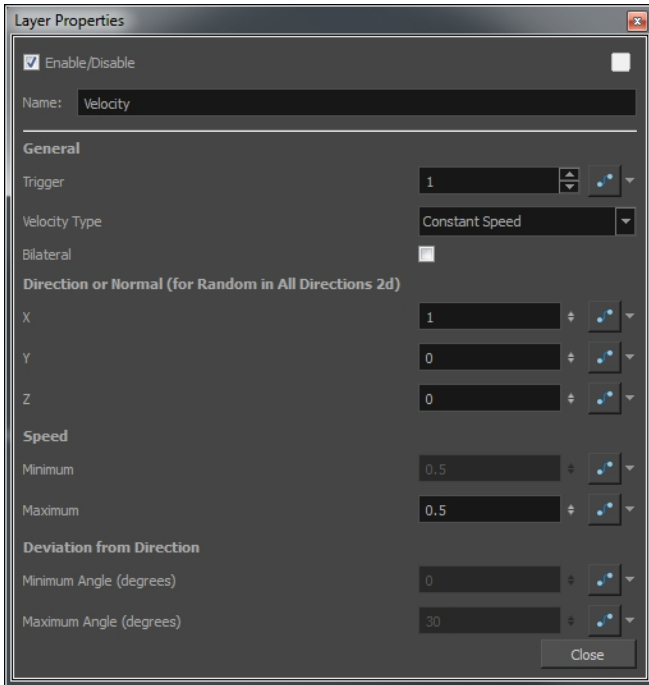 Layer Properties
Enable/Disable
Name: Velocity
General
Trigger 1
Velocity Type Constant Speed
Bilateral
Direction or Normal (for Random in All Directions 2d)
X 1
Y 0
Z 0
Speed
Minimum 0.5
Maximum 0.5
Deviation from Direction
Minimum Angle (degrees) 0
Maximum Angle (degrees) 30
Close